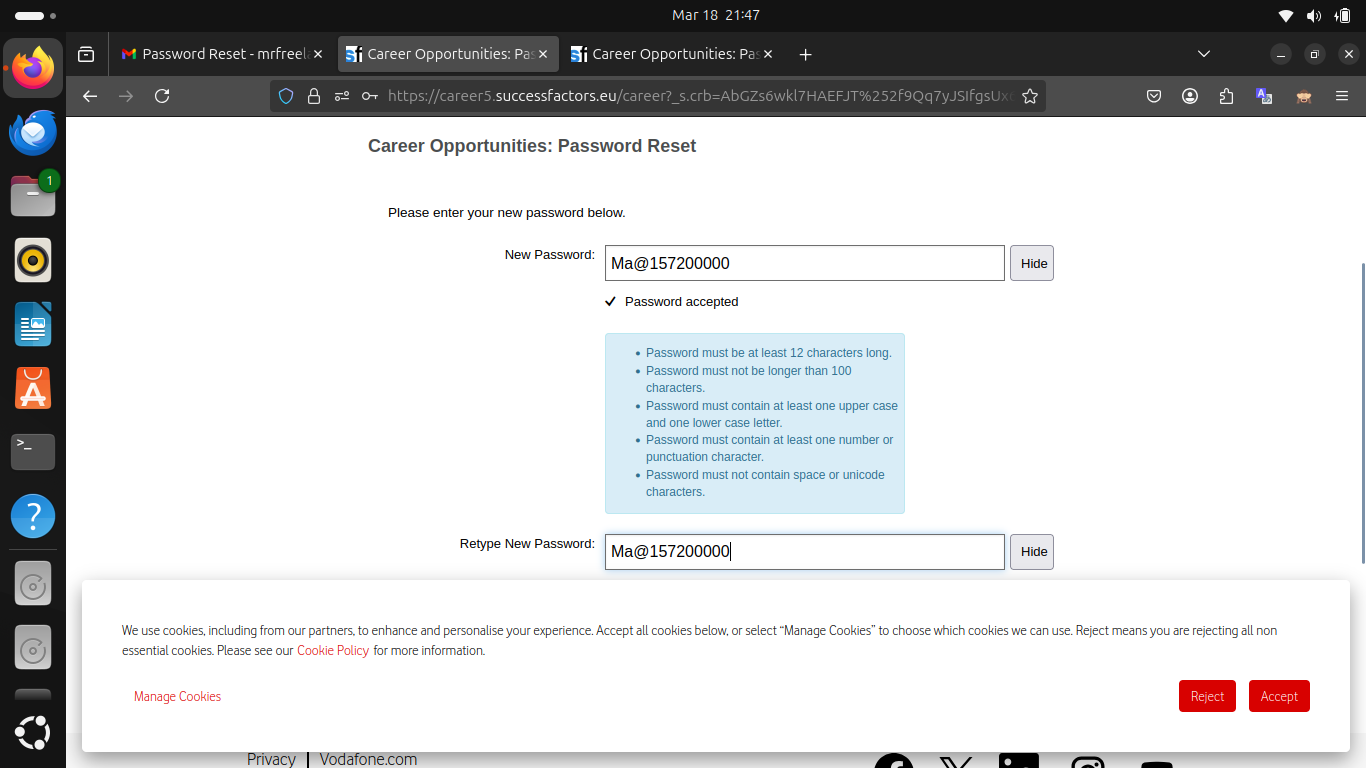 Mar 18 21:47
Password Reset - mrfreel
Career Opportunities: Pas
Career Opportunities: Pas
https://career5.successfactors.eu/career?_s.crb=AbGZs6wkl7HAEFJT%252f9Qq7yJSIfgsUx
Career Opportunities: Password Reset
Please enter your new password below.
New Password:
Ma@157200000
Hide
Password accepted
• Password must be at least 12 characters long.
• Password must not be longer than 100
characters.
• Password must contain at least one upper case
and one lower case letter.
• Password must contain at least one number or
punctuation character.
• Password must not contain space or unicode
characters.
Retype New Password:
Ma@157200000
Hide
We use cookies, including from our partners, to enhance and personalise your experience. Accept all cookies below, or select “Manage Cookies” to choose which cookies we can use. Reject means you are rejecting all non
essential cookies. Please see our Cookie Policy for more information.
Manage Cookies
Reject
Accept
Privacy
Vodafone.com
1